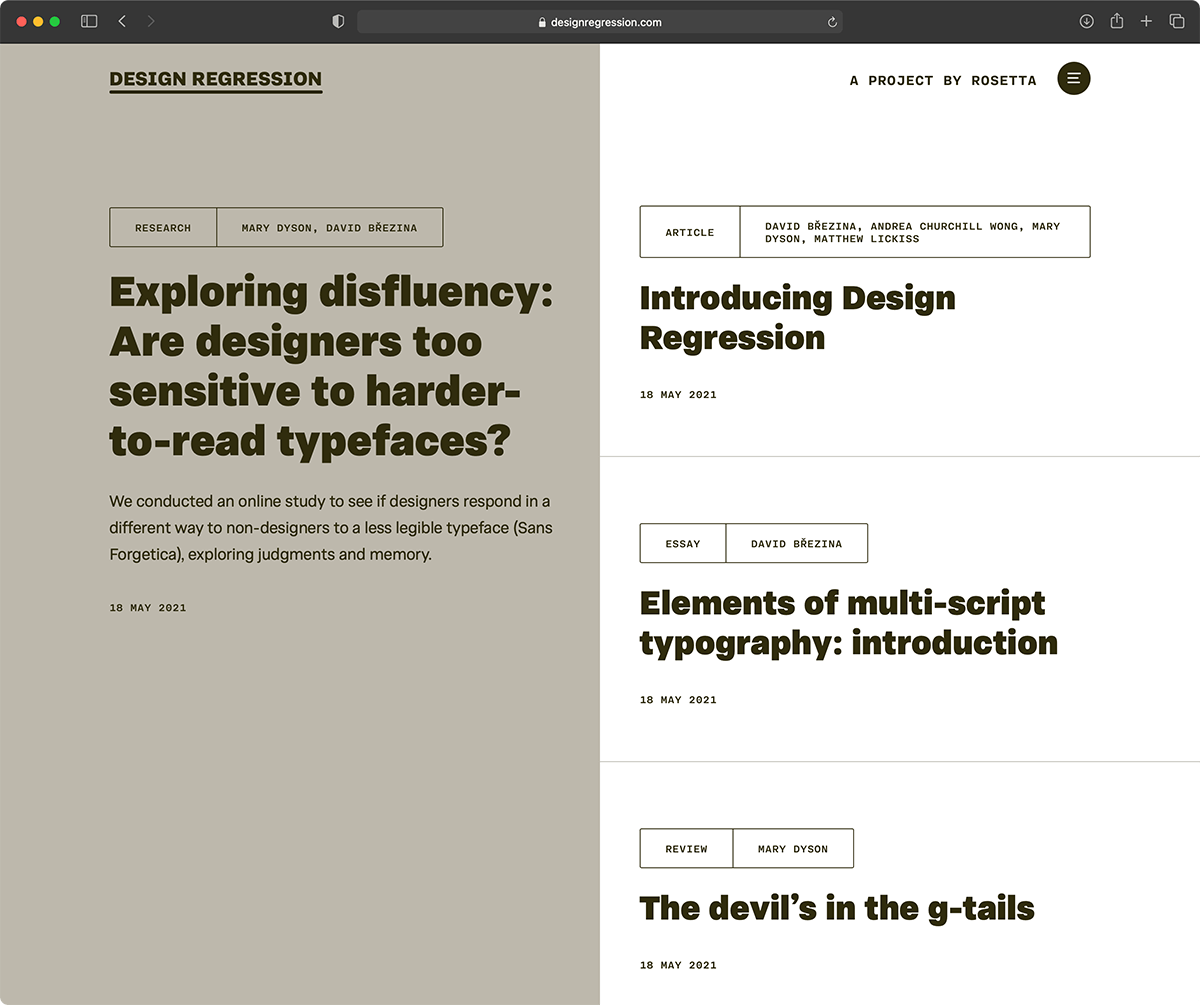 designregression.com
DESIGN REGRESSION
A PROJECT BY ROSETTA
RESEARCH
MARY DYSON, DAVID BŘEZINA
Exploring disfluency:
Are designers too
sensitive to harder-
to-read typefaces?
We conducted an online study to see if designers respond in a
different way to non-designers to a less legible typeface (Sans
Forgetica), exploring judgments and memory.
18 MAY 2021
ARTICLE
DAVID BŘEZINA, ANDREA CHURCHILL WONG, MARY
DYSON, MATTHEW LICKISS
Introducing Design
Regression
18 MAY 2021
ESSAY
DAVID BŘEZINA
Elements of multi-script
typography: introduction
18 MAY 2021
REVIEW
MARY DYSON
The devil’s in the g-tails
18 MAY 2021